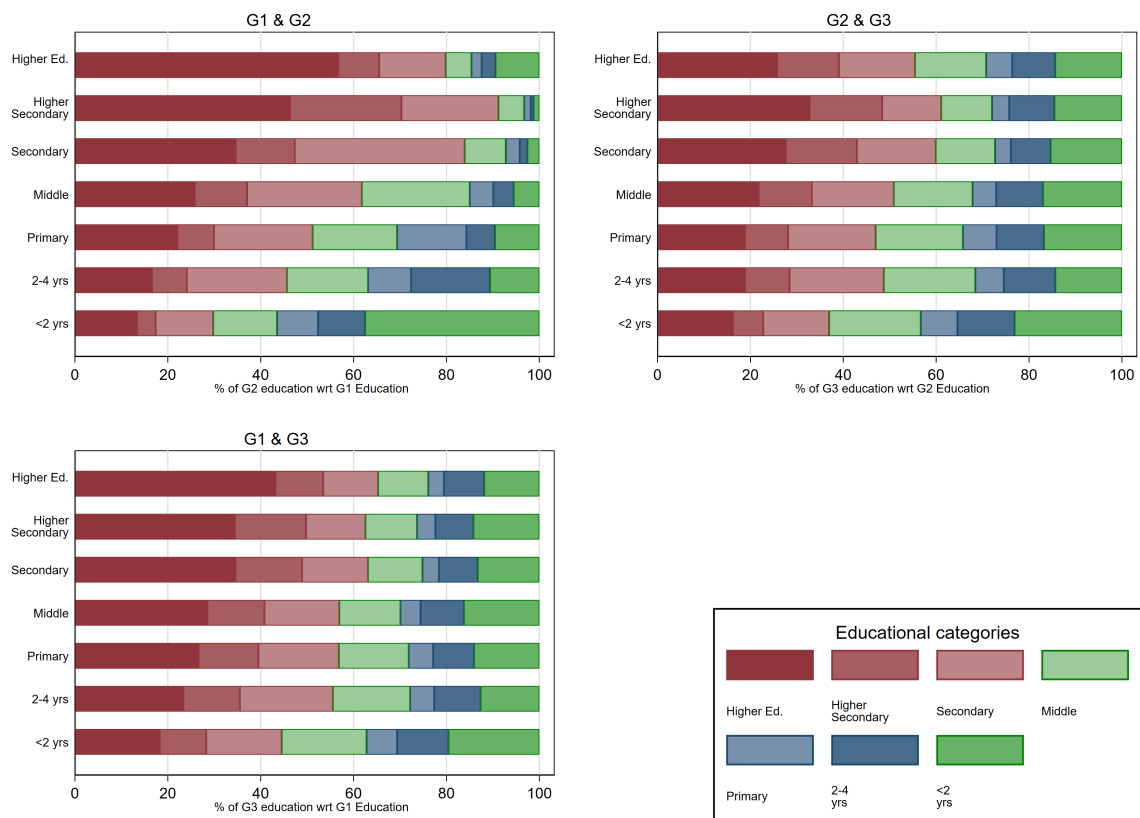 G1 & G2
Higher Ed.
Higher
Secondary
Secondary
Middle
Primary
2-4 yrs
<2 yrs
0 20 40 60 80 100
% of G2 education wrt G1 Education
G2 & G3
Higher Ed.
Higher
Secondary
Secondary
Middle
Primary
2-4 yrs
<2 yrs
0 20 40 60 80 100
% of G3 education wrt G2 Education
G1 & G3
Higher Ed.
Higher
Secondary
Secondary
Middle
Primary
2-4 yrs
<2 yrs
0 20 40 60 80 100
% of G3 education wrt G1 Education
Educational categories
Higher Ed.
Higher
Secondary
Secondary
Middle
Primary
2-4
yrs
<2
yrs